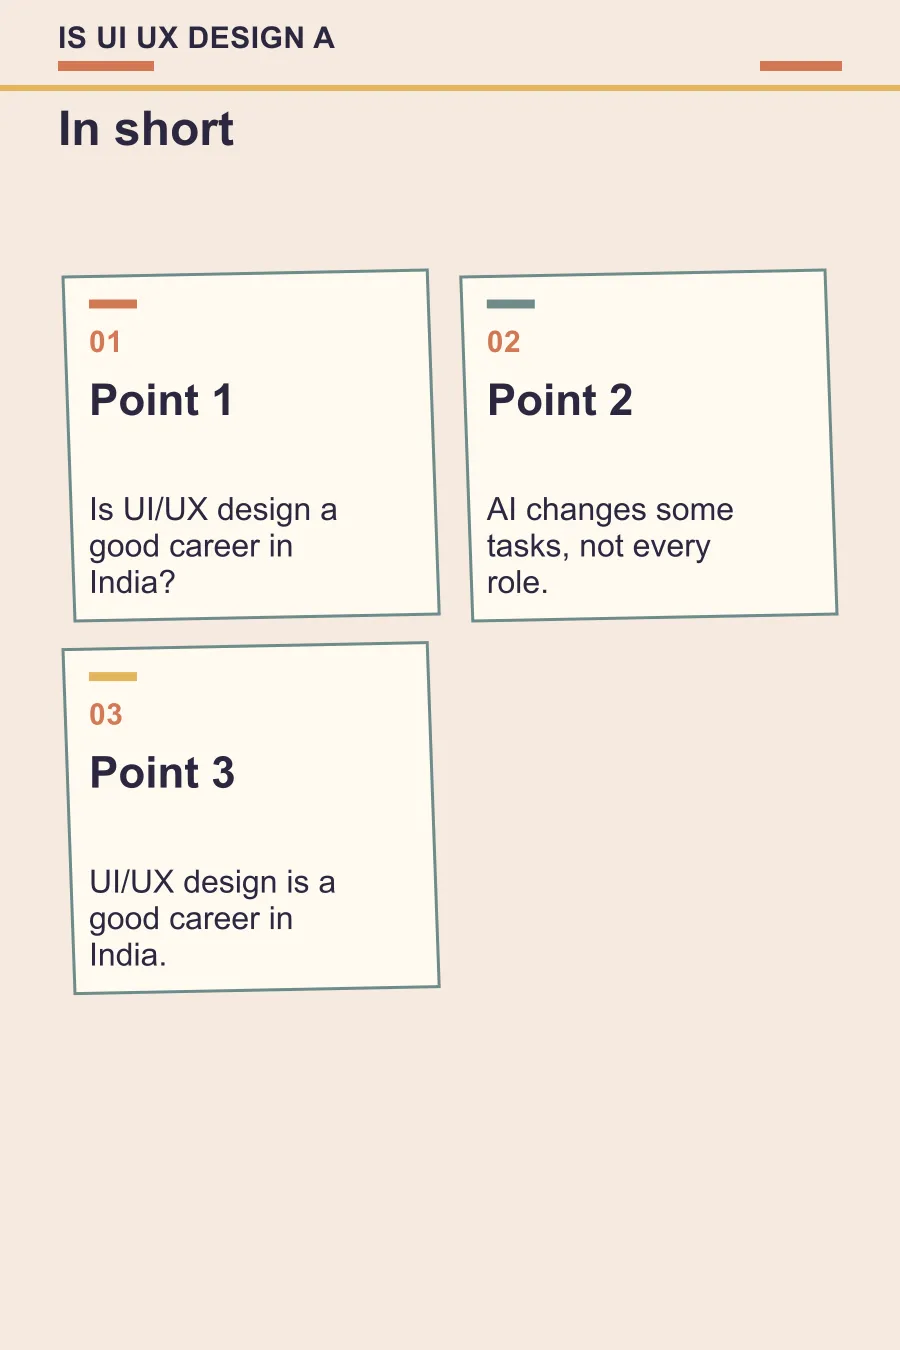 IS UI UX DESIGN A
In short
01
Point 1
Is UI/UX design a
good career in
India?
02
Point 2
AI changes some
tasks, not every
role.
03
Point 3
UI/UX design is a
good career in
India.